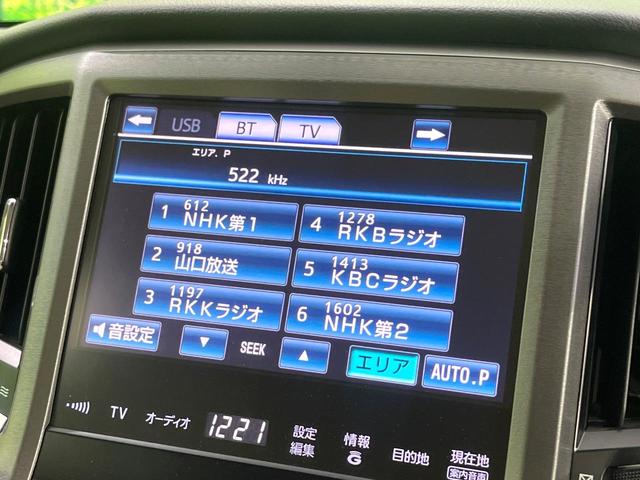 USB BT TV
エリア. P
522 kHz
1 612 NHK第1
4 1278 RKBラジオ
2 918 山口放送
5 1413 KBCラジオ
3 1197 RKKラジオ
6 1602 NHK第2
音設定 SEEK エリア AUTO.P
TV オーディオ 1221 設定編集 情報 G 目的地 現在地 案内音声